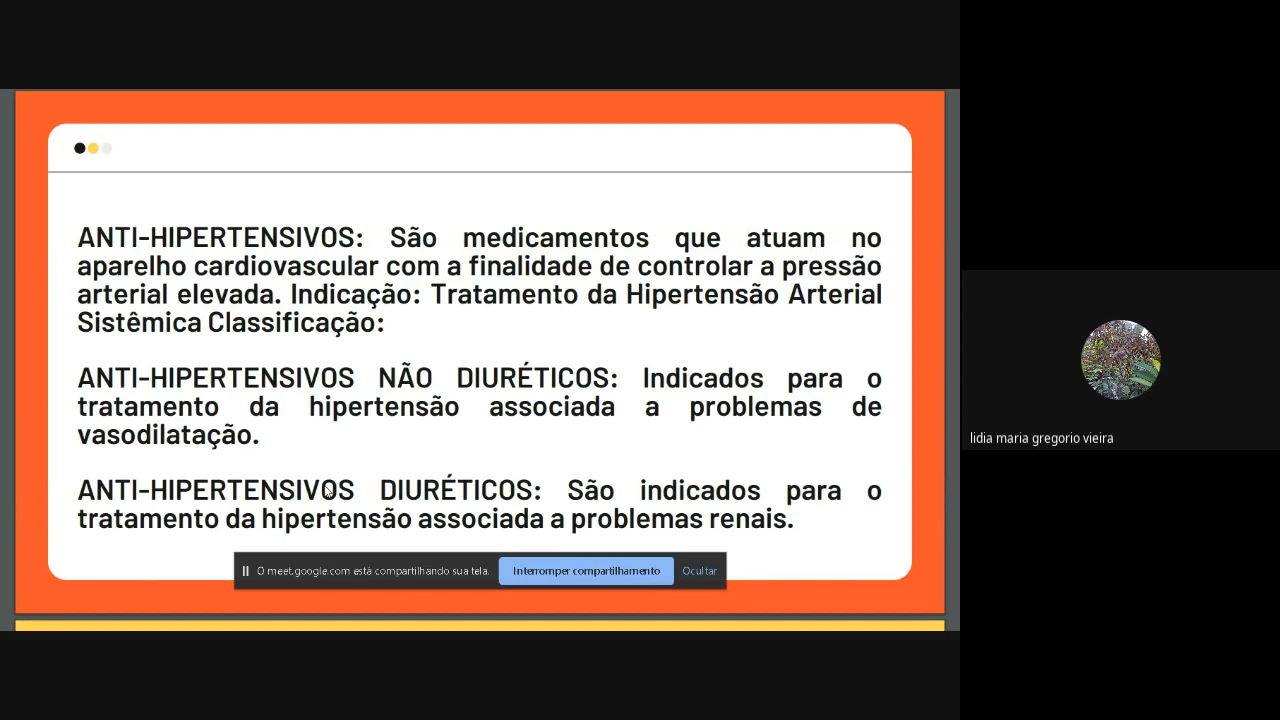 ANTI-HIPERTENSIVOS: São medicamentos que atuam no
aparelho cardiovascular com a finalidade de controlar a pressão
arterial elevada. Indicação: Tratamento da Hipertensão Arterial
Sistêmica Classificação:
ANTI-HIPERTENSIVOS NÃO DIURÉTICOS: Indicados para o
tratamento da hipertensão associada a problemas de
vasodilatação.
ANTI-HIPERTENSIVOS DIURÉTICOS: São indicados para o
tratamento da hipertensão associada a problemas renais.
O meet.google.com está compartilhando sua tela.
Interromper compartilhamento
Ocultar
lidia maria gregorio vieira